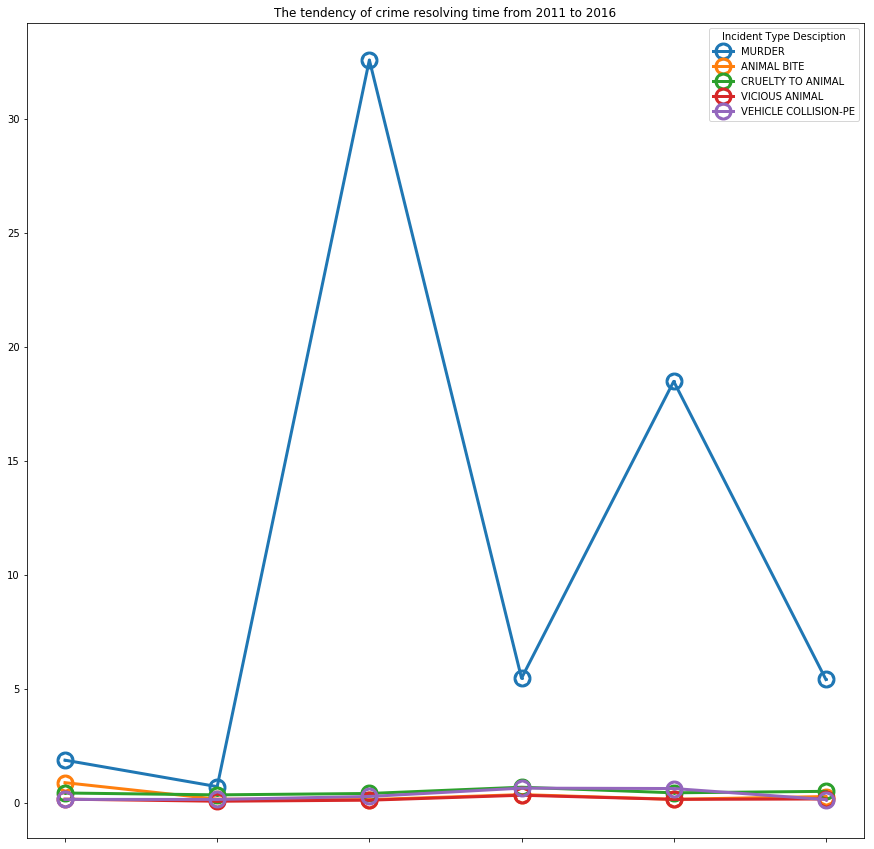 The tendency of crime resolving time from 2011 to 2016
Incident Type Desciption
MURDER
ANIMAL BITE
CRUELTY TO ANIMAL
VICIOUS ANIMAL
VEHICLE COLLISION-PE
30
25
20
15
10
5
0